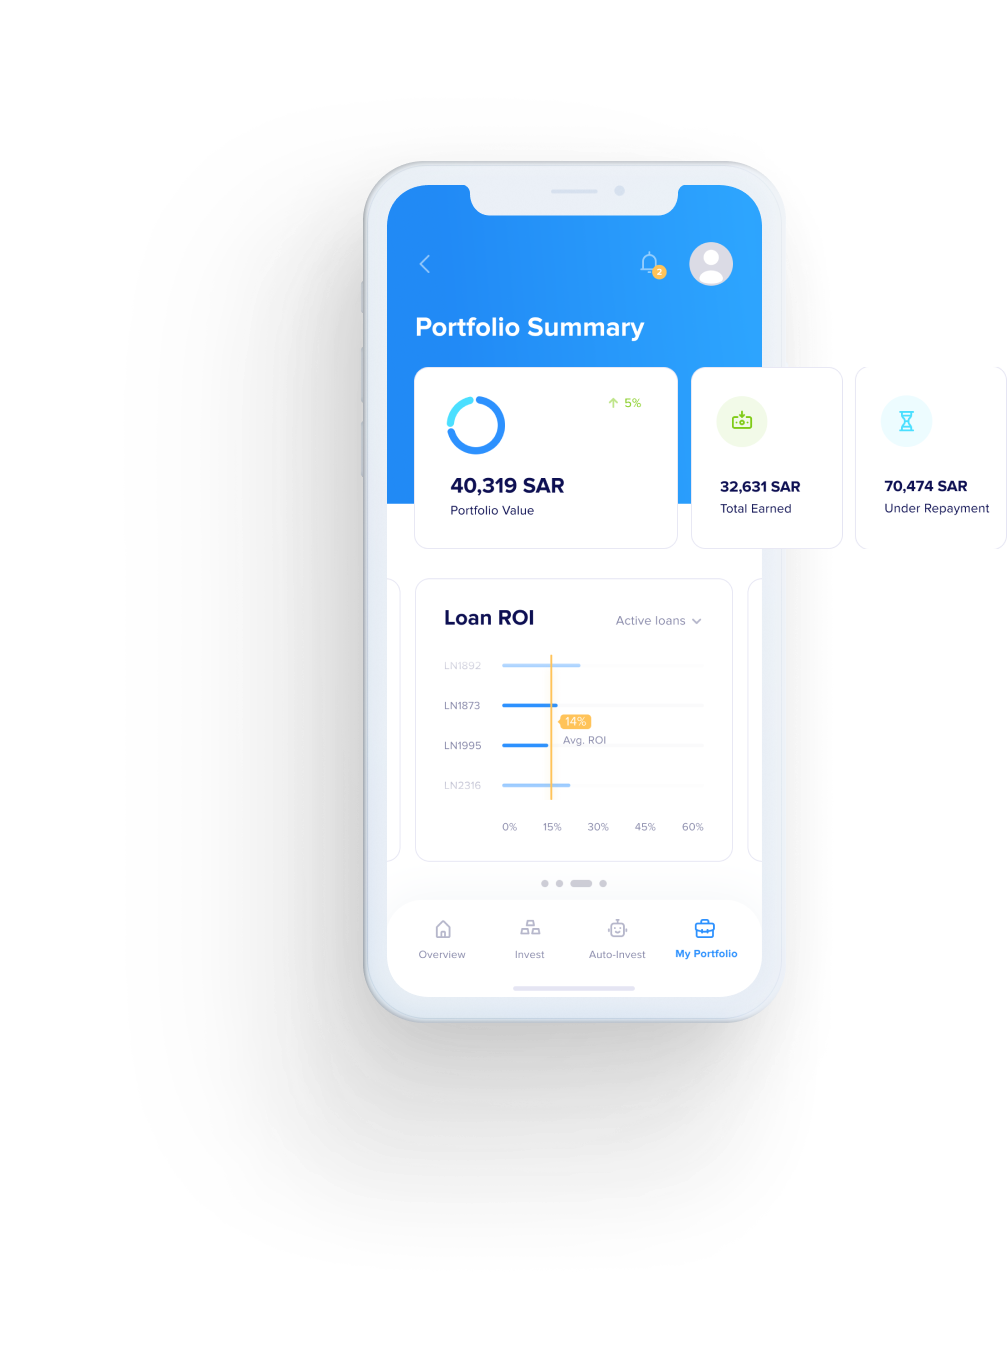 2
Portfolio Summary
5%
40,319 SAR
Portfolio Value
32,631 SAR
Total Earned
70,474 SAR
Under Repayment
Loan ROI
Active loans
LN1892
LN1873
14%
Avg. ROI
LN1995
LN2316
0% 15% 30% 45% 60%
Overview Invest Auto-Invest My Portfolio